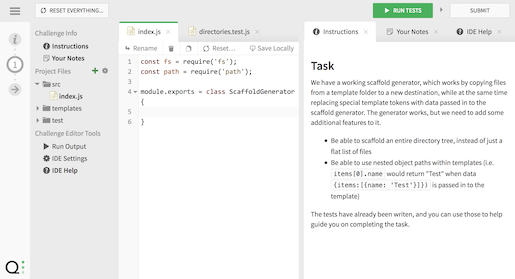 RESET EVERYTHING...
RUN TESTS
SUBMIT
Challenge Info
Instructions
Your Notes
Project Files
src
index.js
templates
test
Challenge Editor Tools
Run Output
IDE Settings
IDE Help
index.js
directories.test.js
Rename
Reset...
Save Locally
1 const fs = require('fs');
2 const path = require('path');
3
4 module.exports = class ScaffoldGenerator
{
5
6 }
Instructions
Your Notes
IDE Help
Task
We have a working scaffold generator, which works by copying files
from a template folder to a new destination, while at the same time
replacing special template tokens with data passed in to the
scaffold generator. The generator works, but we need to add some
additional features to it.
Be able to scaffold an entire directory tree, instead of just a
flat list of files
Be able to use nested object paths within templates (i.e.
items[0].name would return "Test" when data
{items:[{name: 'Test'}]}) is passed in to the
template)
The tests have already been writen, and you can use those to help
guide you on completing the task.